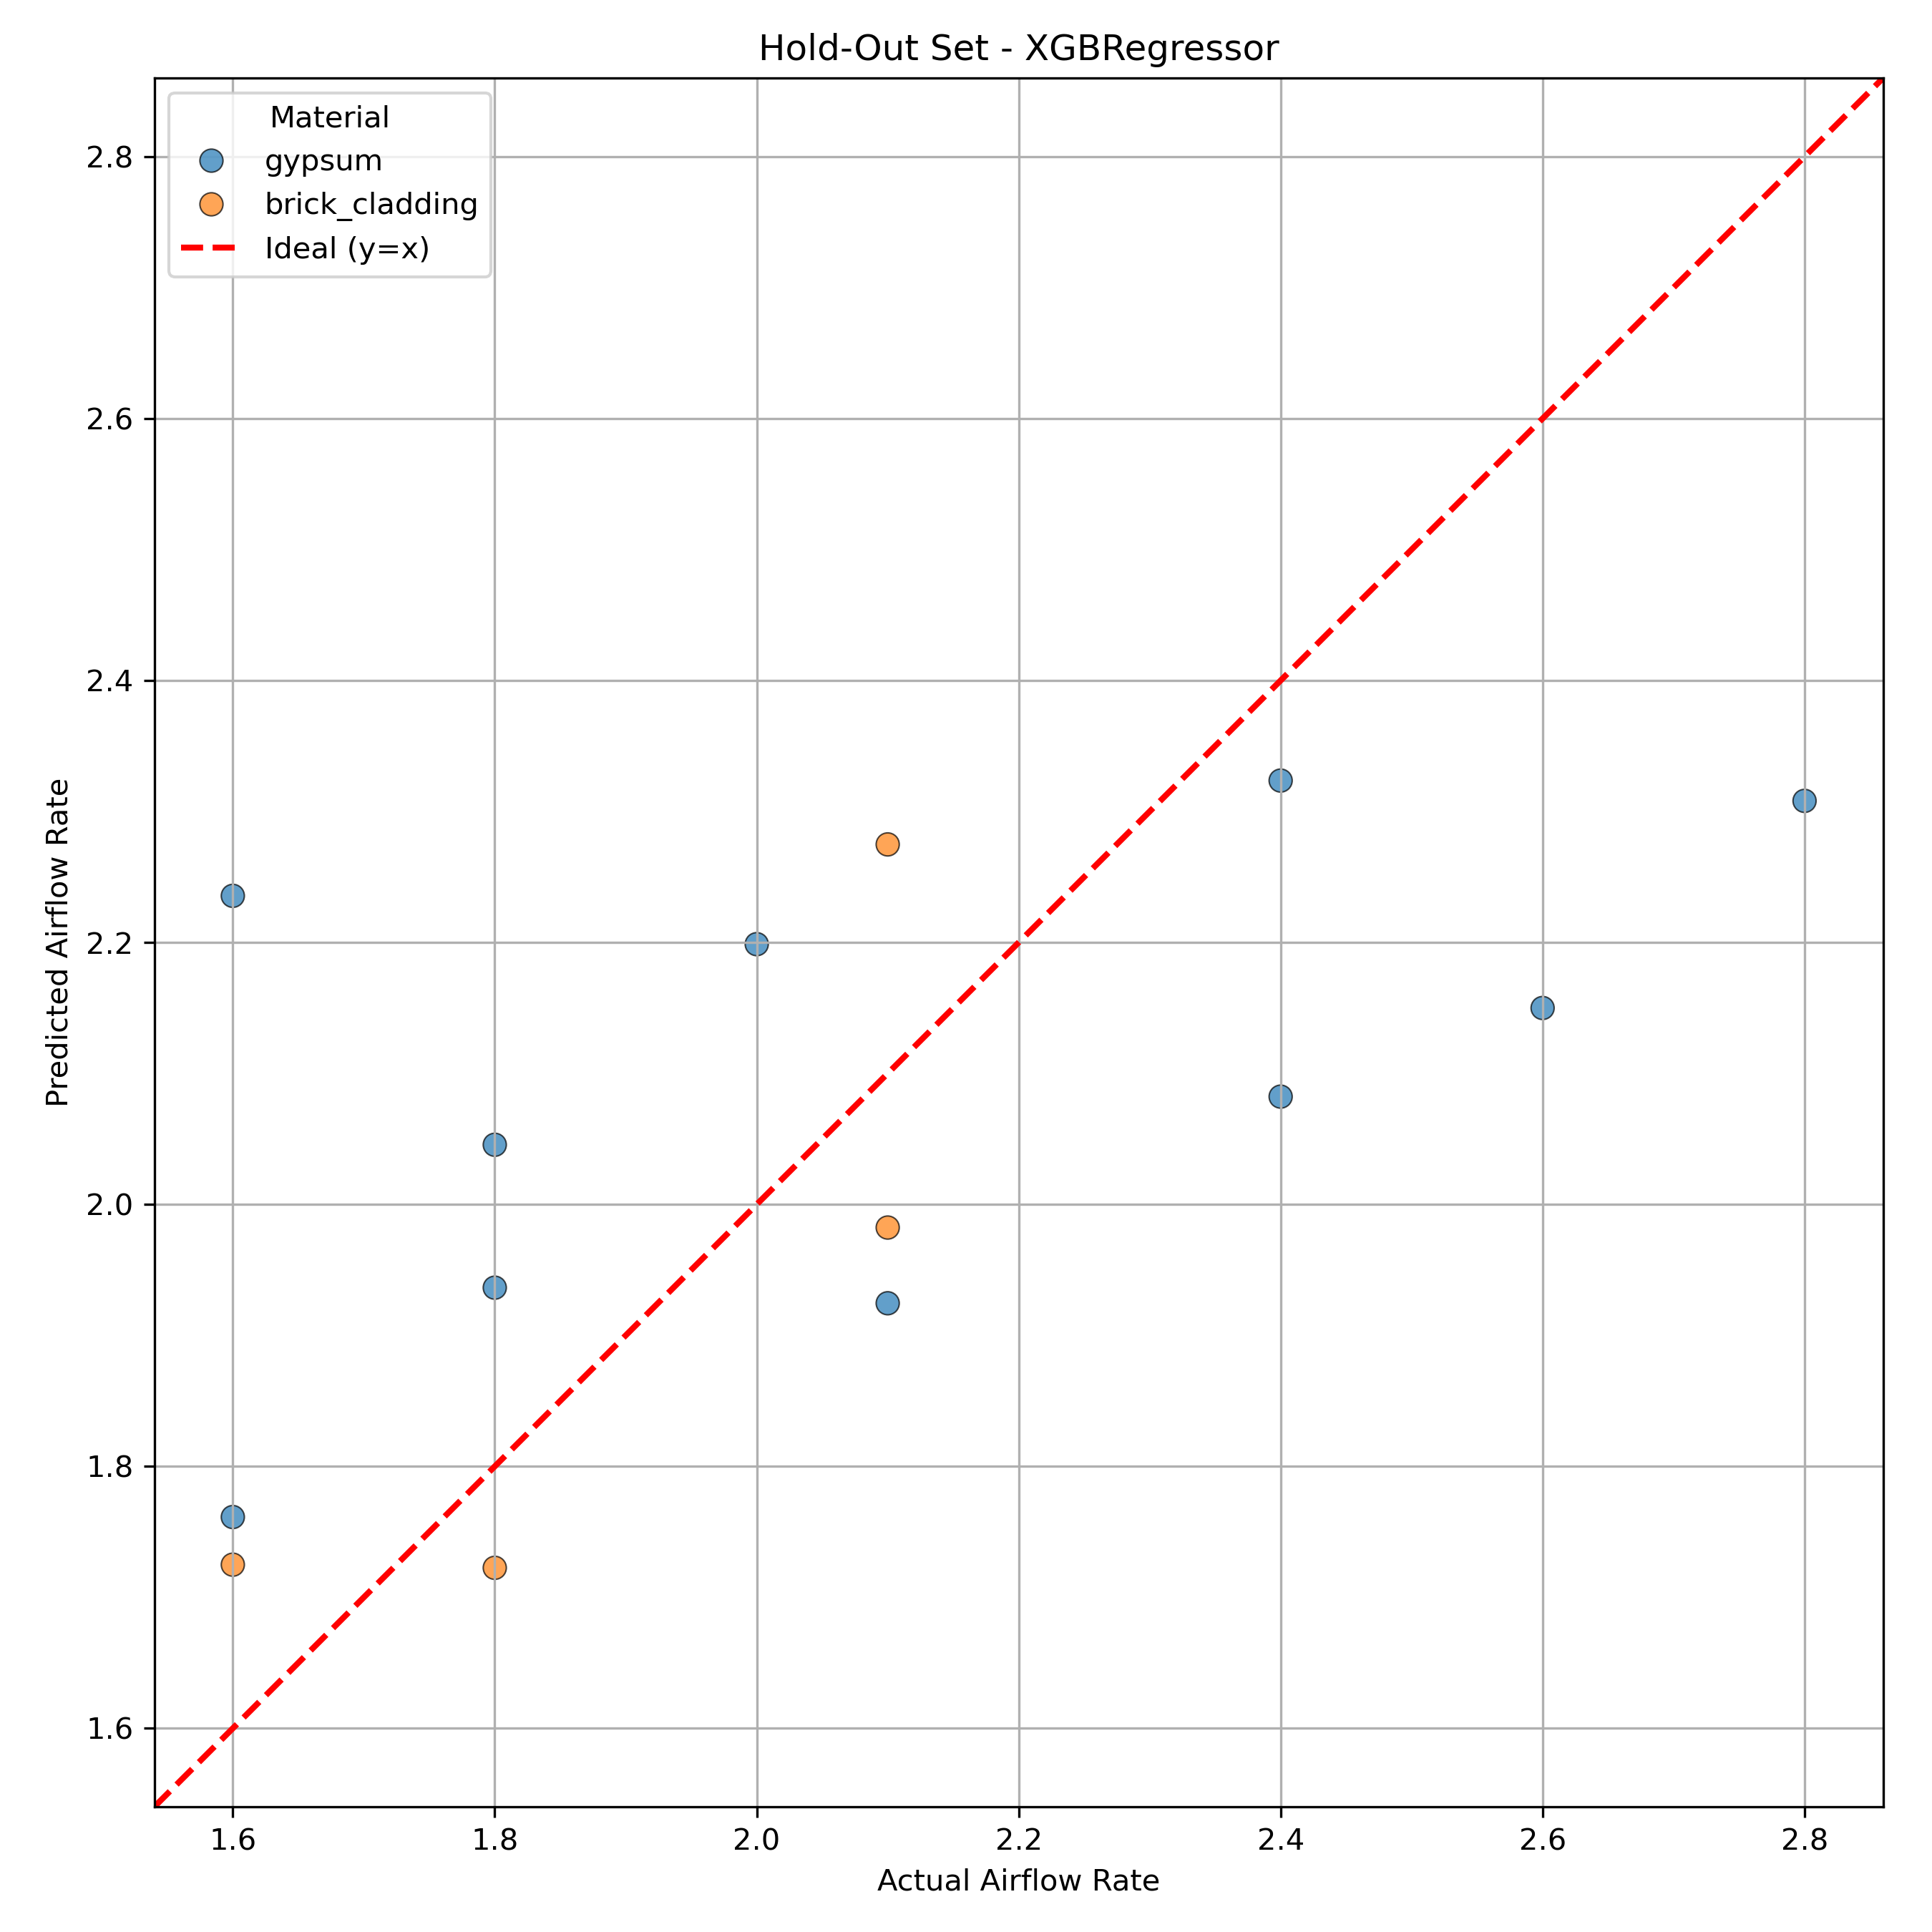 Hold-Out Set - XGBRegressor
Material
gypsum
brick_cladding
Ideal (y=x)
Predicted Airflow Rate
2.8
2.6
2.4
2.2
2.0
1.8
1.6
1.6 1.8 2.0 2.2 2.4 2.6 2.8
Actual Airflow Rate